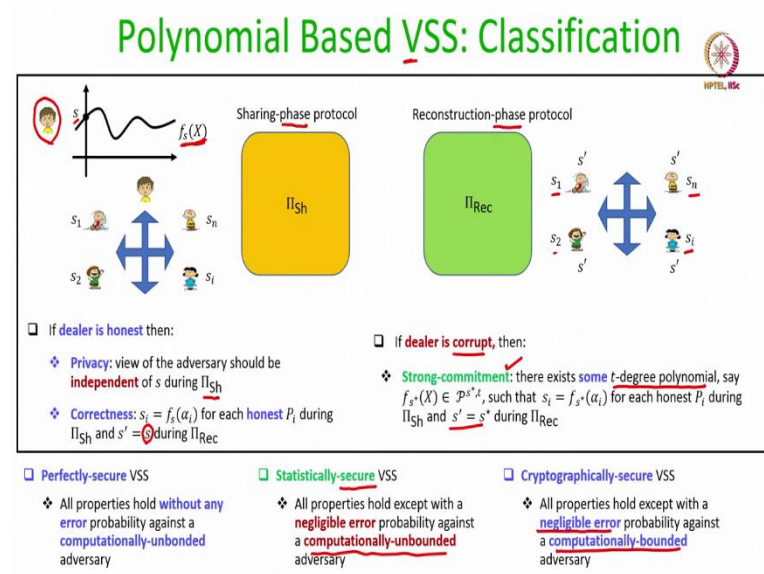 Polynomial Based VSS: Classification
NPTEL, IISc
s
f_s(X)
Sharing-phase protocol
Reconstruction-phase protocol
Π_Sh
Π_Rec
s_1
s_n
s_2
s_i
s'
s'
s_1
s_n
s_2
s_i
s'
s'
❑ If dealer is honest then:
❖ Privacy: view of the adversary should be
independent of s during Π_Sh
❖ Correctness: s_i = f_s(α_i) for each honest P_i during
Π_Sh and s' = s during Π_Rec
❑ If dealer is corrupt, then:
❖ Strong-commitment: there exists some t-degree polynomial, say
f_{s*}(X) ∈ 𝒫^{s*,t}, such that s_i = f_{s*}(α_i) for each honest P_i during
Π_Sh and s' = s* during Π_Rec
❑ Perfectly-secure VSS
❖ All properties hold without any
error probability against a
computationally-unbonded
adversary
❑ Statistically-secure VSS
❖ All properties hold except with a
negligible error probability against
a computationally-unbounded
adversary
❑ Cryptographically-secure VSS
❖ All properties hold except with a
negligible error probability against
a computationally-bounded
adversary